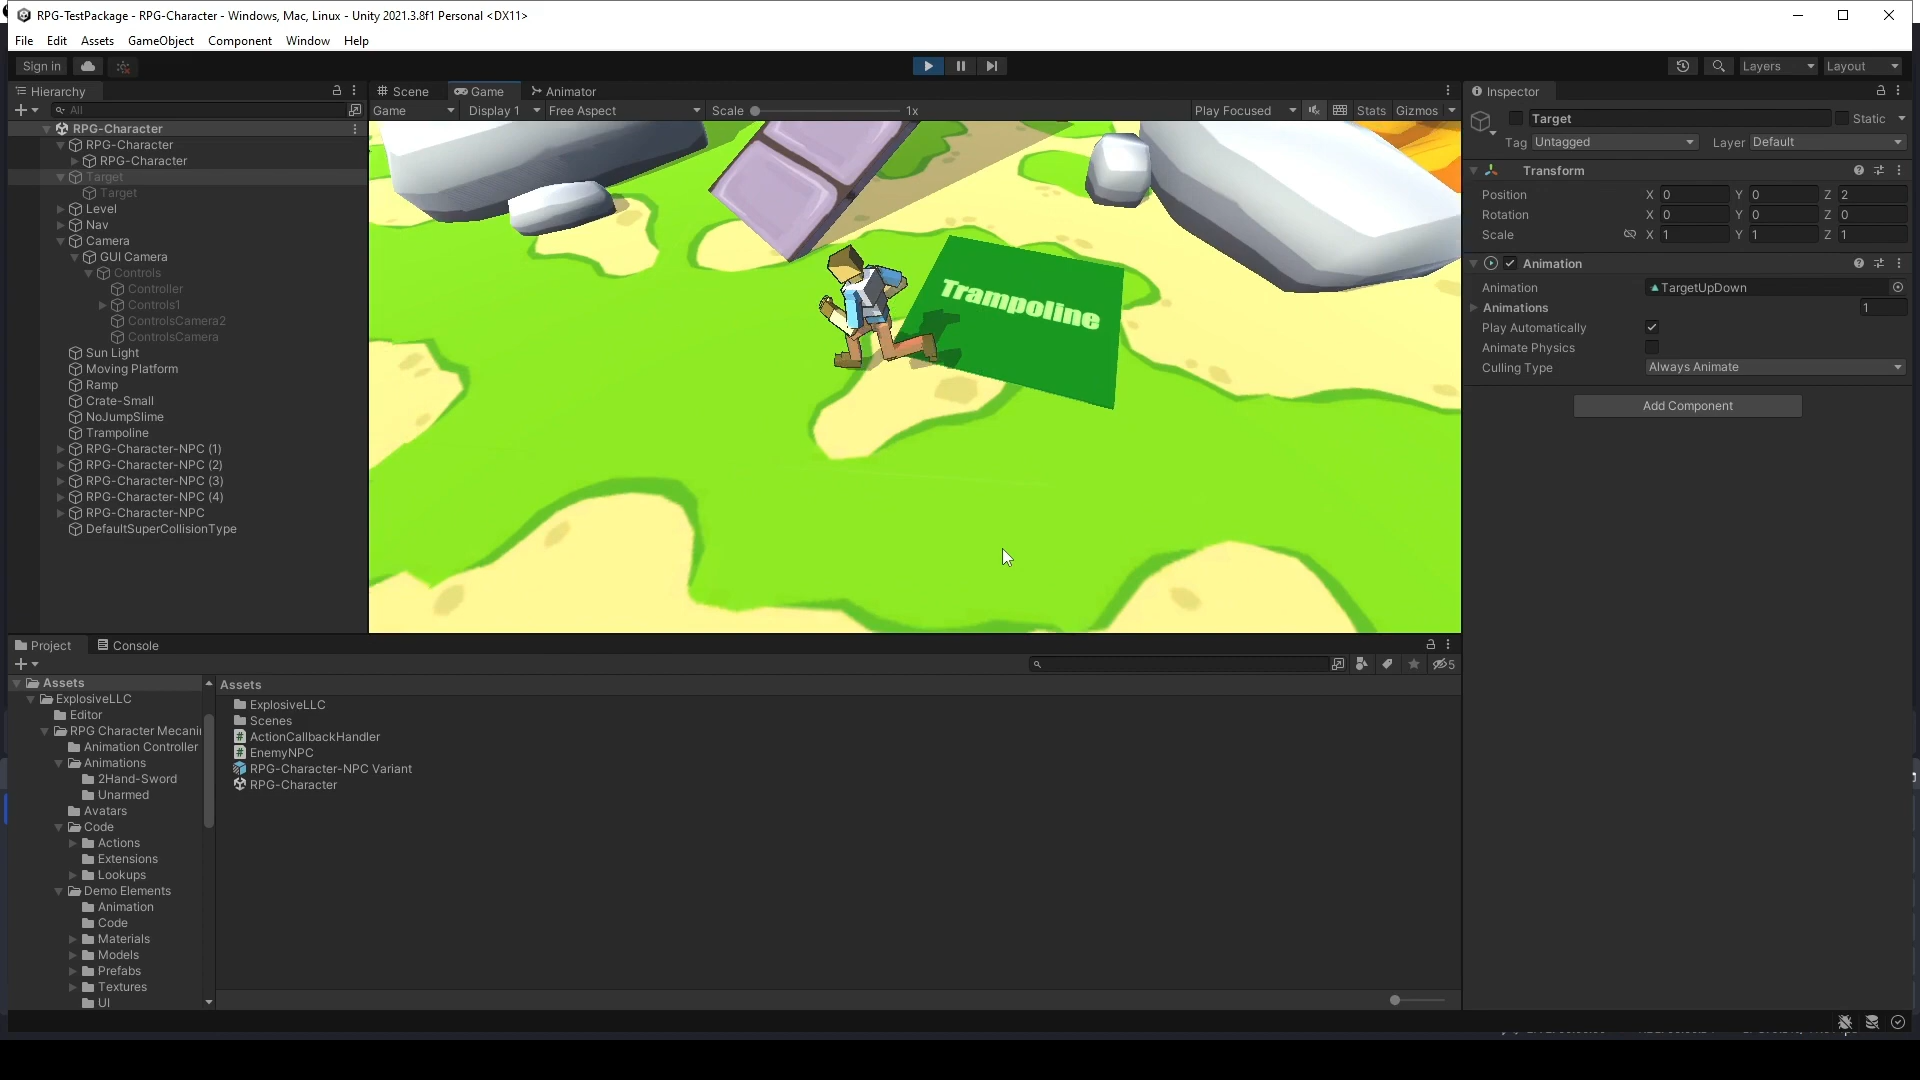 RPG-TestPackage - RPG-Character - Windows, Mac, Linux - Unity 2021.3.8f1 Personal <DX11>
File Edit Assets GameObject Component Window Help
Sign in
Layers
Layout
Hierarchy
All
RPG-Character
RPG-Character
RPG-Character
Target
Target
Level
Nav
Camera
GUI Camera
Controls
Controller
Controls1
ControlsCamera2
ControlsCamera
Sun Light
Moving Platform
Ramp
Crate-Small
NoJumpSlime
Trampoline
RPG-Character-NPC (1)
RPG-Character-NPC (2)
RPG-Character-NPC (3)
RPG-Character-NPC (4)
RPG-Character-NPC
DefaultSuperCollisionType
Scene Game Animator
Game Display 1 Free Aspect Scale 1x Play Focused Stats Gizmos
Trampoline
Inspector
Target Static
Tag Untagged Layer Default
Transform
Position X 0 Y 0 Z 2
Rotation X 0 Y 0 Z 0
Scale X 1 Y 1 Z 1
Animation
Animation TargetUpDown
Animations 1
Play Automatically
Animate Physics
Culling Type Always Animate
Add Component
Project Console
5
Assets
ExplosiveLLC
Editor
RPG Character Mecani
Animation Controller
Animations
2Hand-Sword
Unarmed
Avatars
Code
Actions
Extensions
Lookups
Demo Elements
Animation
Code
Materials
Models
Prefabs
Textures
UI
Assets
ExplosiveLLC
Scenes
ActionCallbackHandler
EnemyNPC
RPG-Character-NPC Variant
RPG-Character